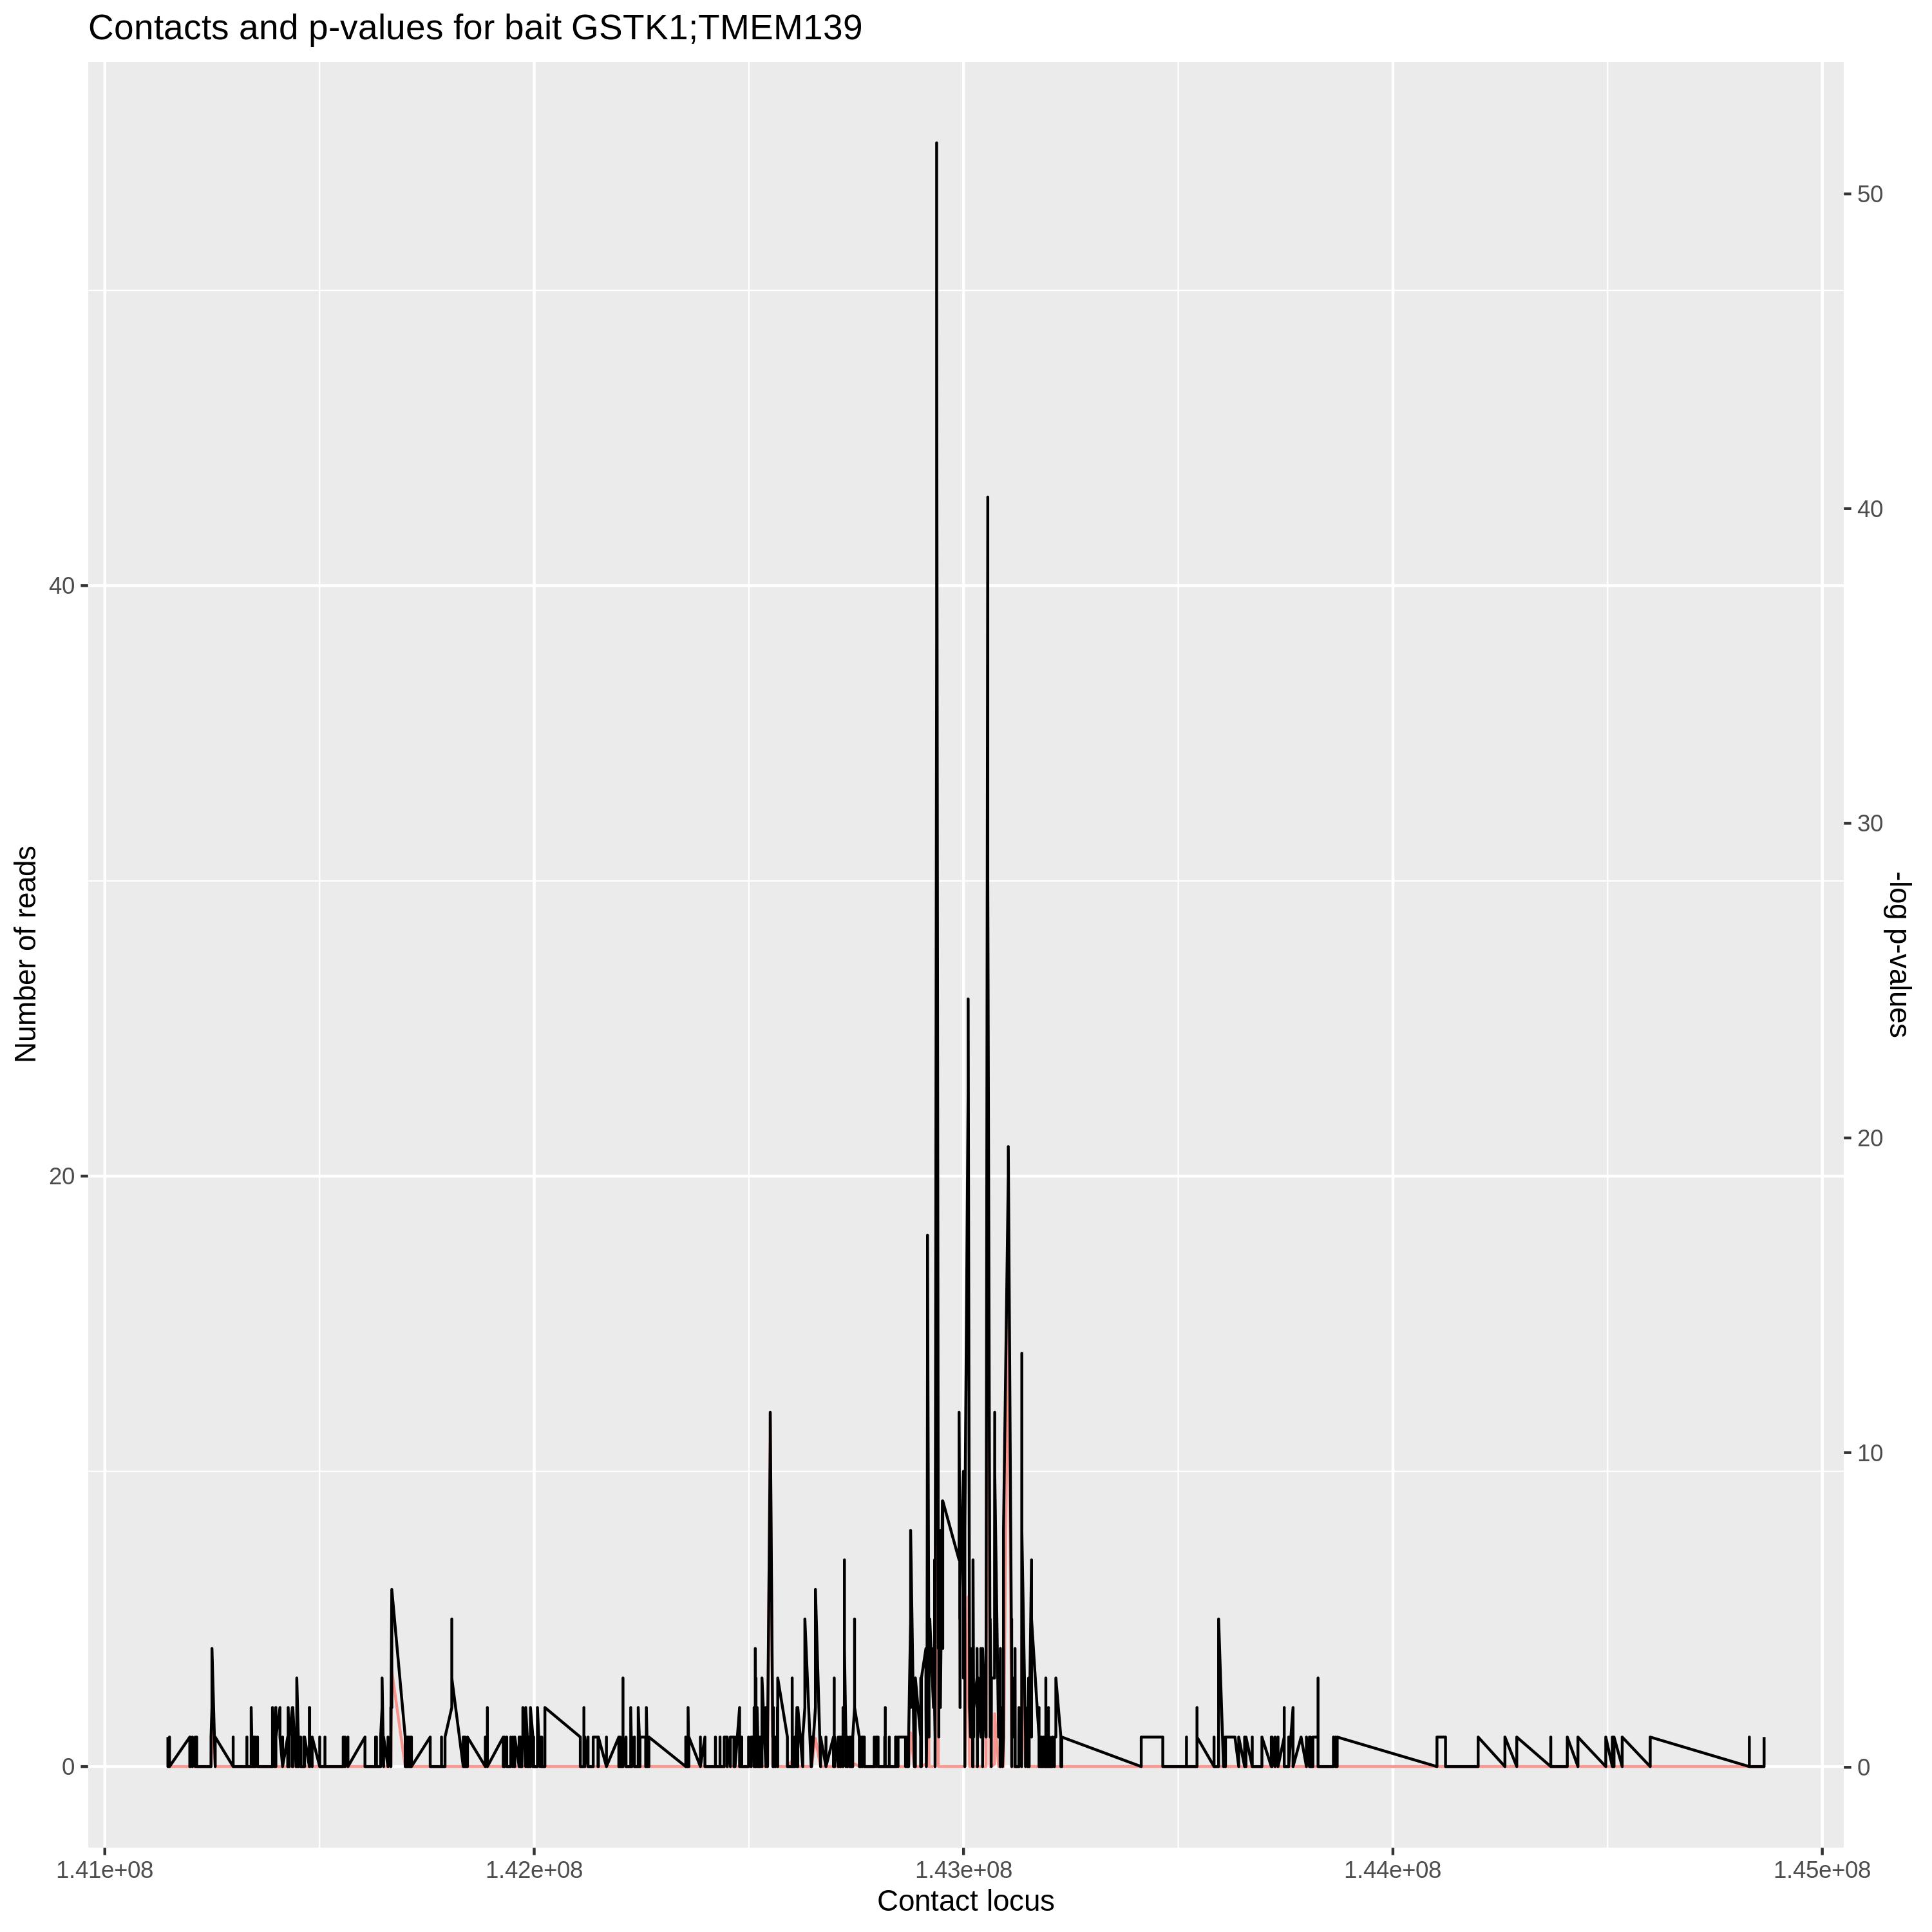 Contacts and p-values for bait GSTK1;TMEM139
50
40
40
30
Number of reads
-log p-values
20
20
10
0
0
1.41e+08 1.42e+08 1.43e+08 1.44e+08 1.45e+08
Contact locus